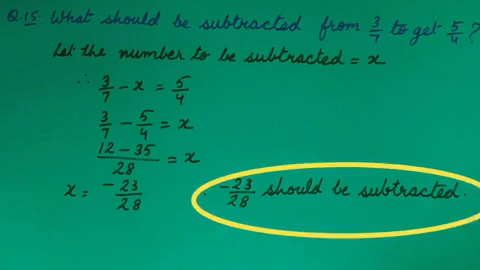 Q.15. What should be subtracted from 3/7 to get 5/4?
Let the number to be subtracted = x
∴ 3/7 - x = 5/4
3/7 - 5/4 = x
12 - 35/28 = x
x = -23/28
∴ -23/28 should be subtracted.